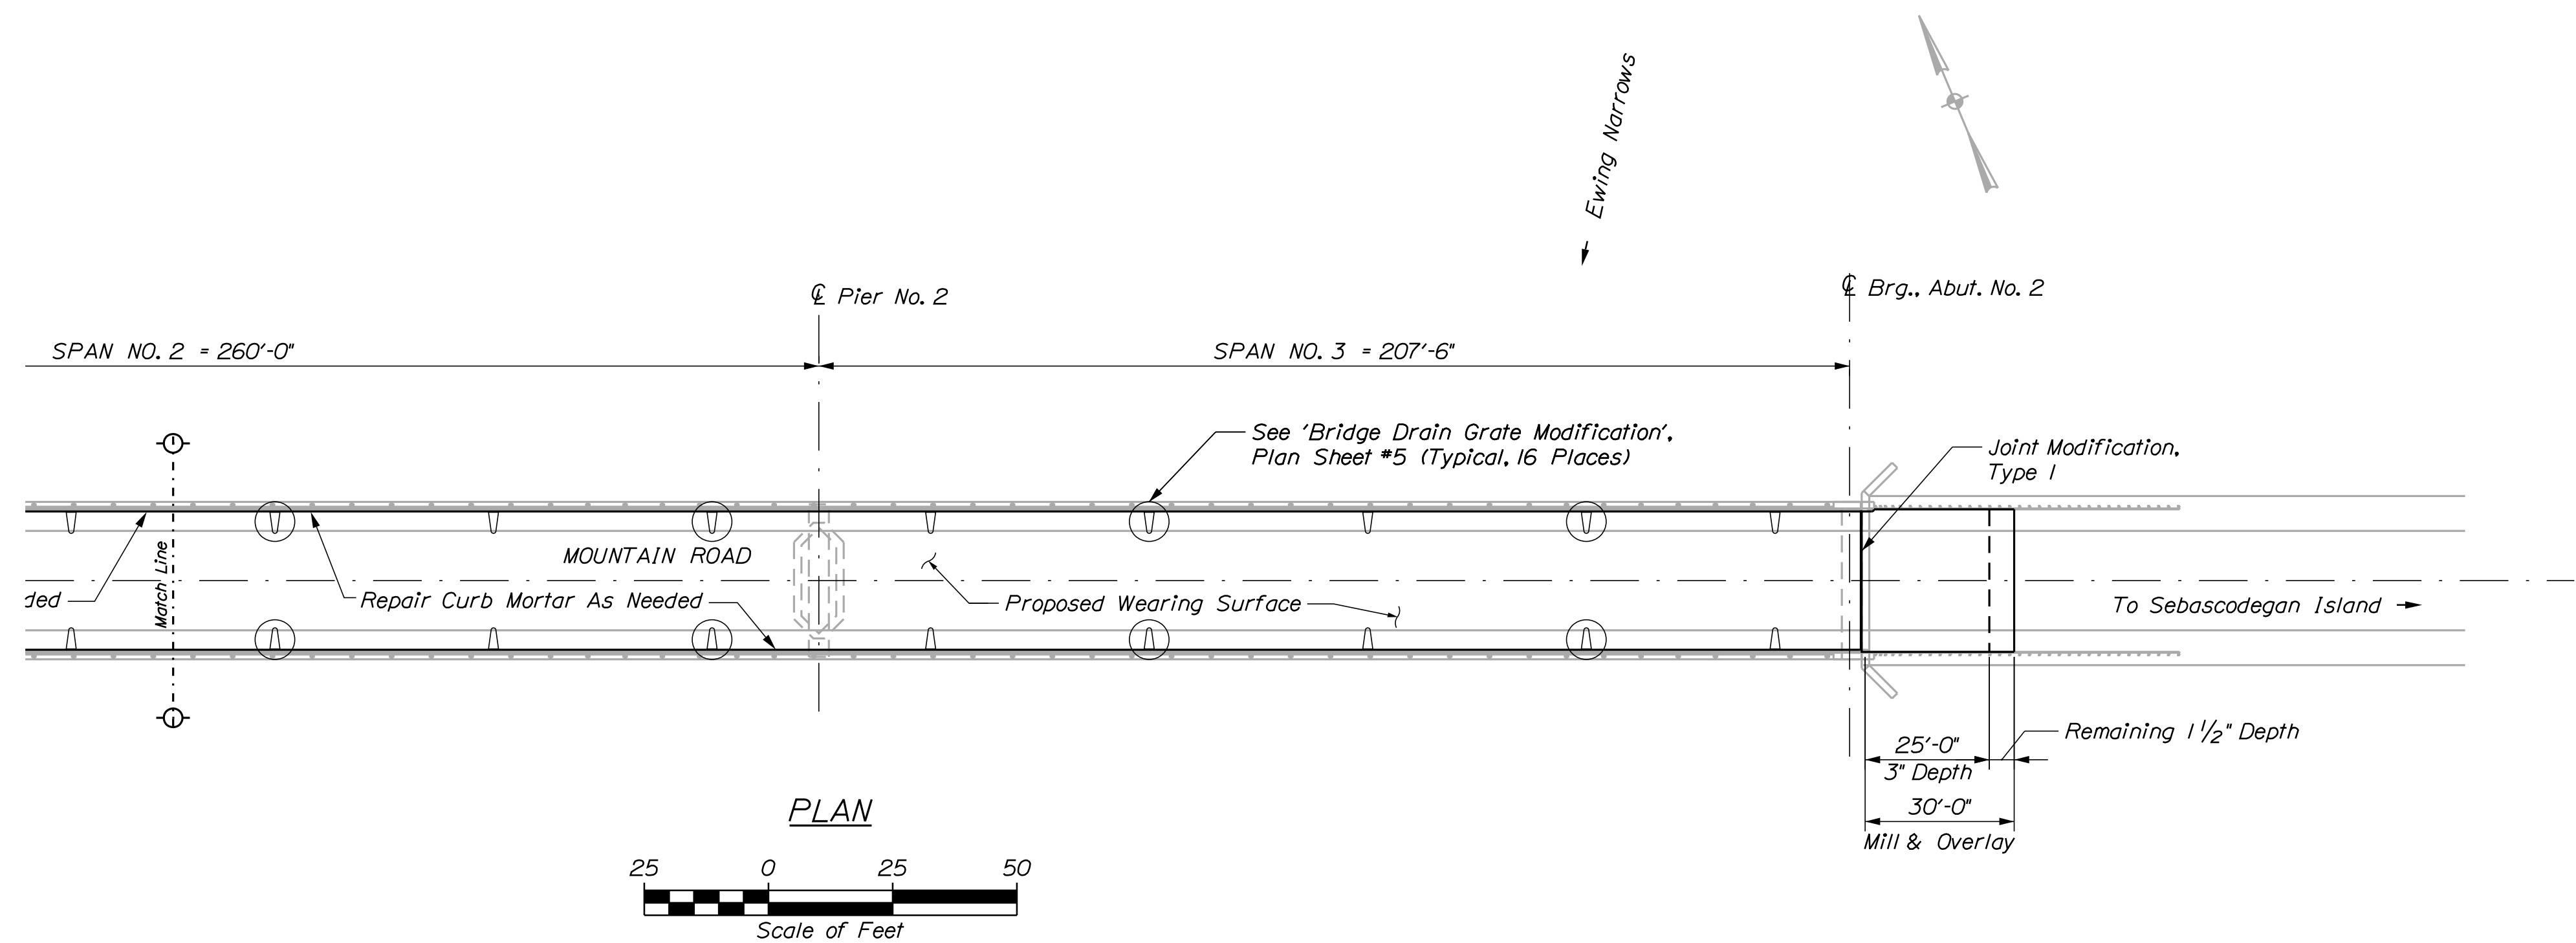 Ewing Narrows
℄ Pier No. 2
℄ Brg., Abut. No. 2
SPAN NO. 2 = 260'-0"
SPAN NO. 3 = 207'-6"
See 'Bridge Drain Grate Modification',
Plan Sheet #5 (Typical, 16 Places)
Joint Modification,
Type 1
MOUNTAIN ROAD
Match Line
ded
Repair Curb Mortar As Needed
Proposed Wearing Surface
To Sebascodegan Island
Remaining 1 1/2" Depth
25'-0"
3" Depth
30'-0"
Mill & Overlay
PLAN
25 0 25 50
Scale of Feet